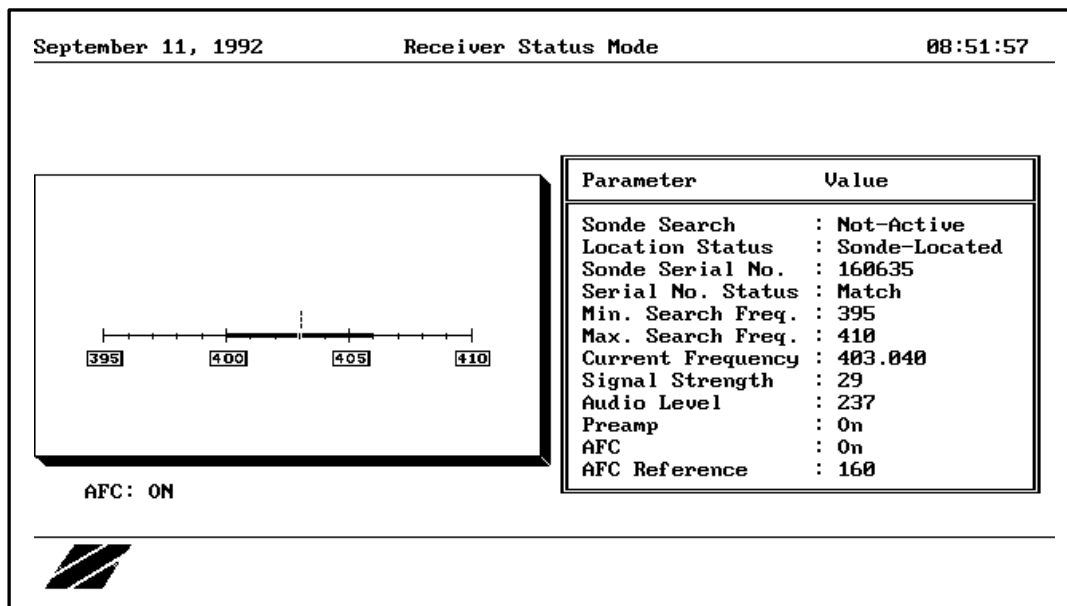 September 11, 1992 Receiver Status Mode 08:51:57
Parameter Value
Sonde Search : Not-Active
Location Status : Sonde-Located
Sonde Serial No. : 160635
Serial No. Status : Match
Min. Search Freq. : 395
Max. Search Freq. : 410
Current Frequency : 403.040
Signal Strength : 29
Audio Level : 237
Preamp : On
AFC : On
AFC Reference : 160
395 400 405 410
AFC: ON